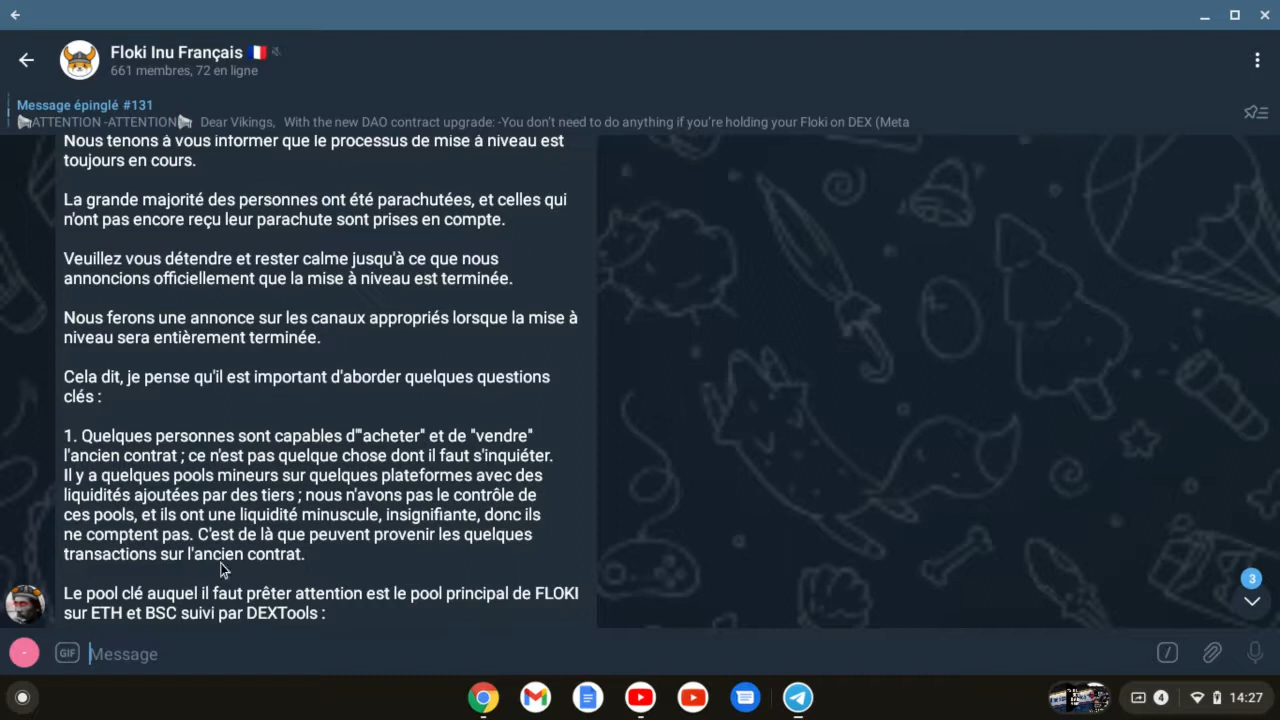 Floki Inu Français
661 membres, 72 en ligne
Message épinglé #131
ATTENTION -ATTENTION Dear Vikings, With the new DAO contract upgrade: -You don't need to do anything if you're holding your Floki on DEX (Meta
Nous tenons à vous informer que le processus de mise à niveau est
toujours en cours.
La grande majorité des personnes ont été parachutées, et celles qui
n'ont pas encore reçu leur parachute sont prises en compte.
Veuillez vous détendre et rester calme jusqu'à ce que nous
annoncions officiellement que la mise à niveau est terminée.
Nous ferons une annonce sur les canaux appropriés lorsque la mise à
niveau sera entièrement terminée.
Cela dit, je pense qu'il est important d'aborder quelques questions
clés :
1. Quelques personnes sont capables d'"acheter" et de "vendre"
l'ancien contrat ; ce n'est pas quelque chose dont il faut s'inquiéter.
Il y a quelques pools mineurs sur quelques plateformes avec des
liquidités ajoutées par des tiers ; nous n'avons pas le contrôle de
ces pools, et ils ont une liquidité minuscule, insignifiante, donc ils
ne comptent pas. C'est de là que peuvent provenir les quelques
transactions sur l'ancien contrat.
Le pool clé auquel il faut prêter attention est le pool principal de FLOKI
sur ETH et BSC suivi par DEXTools :
3
GIF
Message
4
14:27